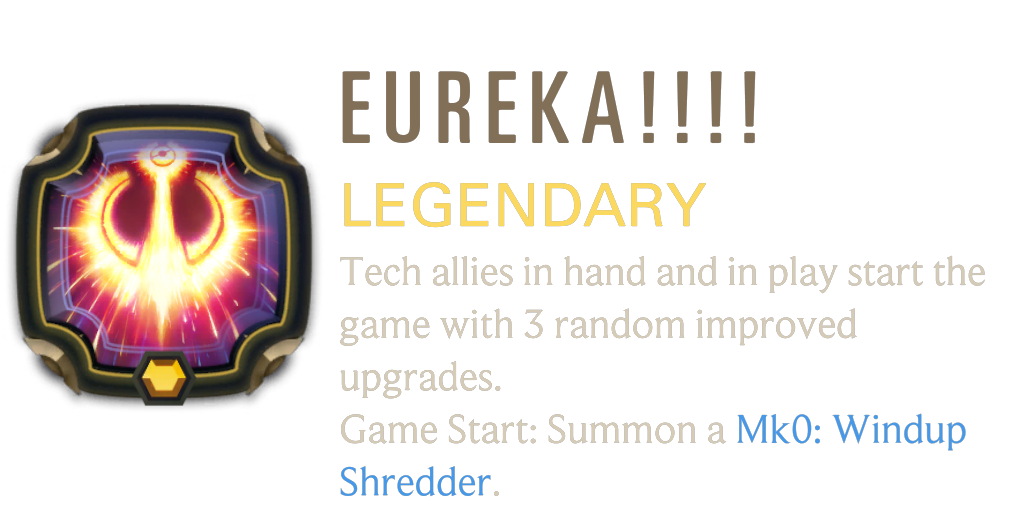 EUREKA!!!!
LEGENDARY
Tech allies in hand and in play start the
game with 3 random improved
upgrades.
Game Start: Summon a Mk0: Windup
Shredder.